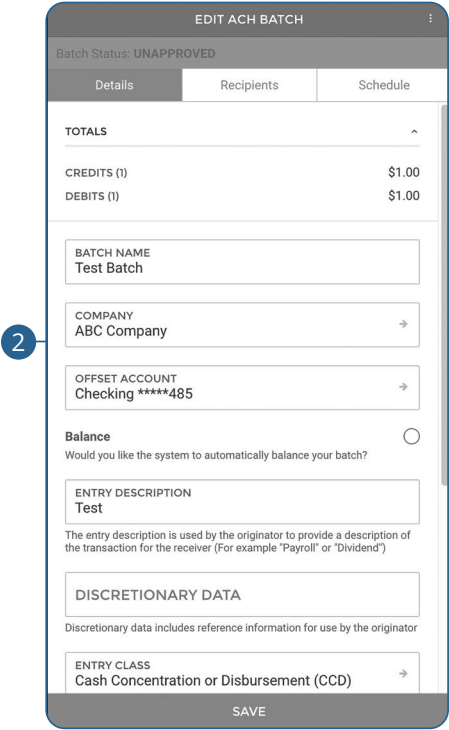 EDIT ACH BATCH
Batch Status: UNAPPROVED
Details Recipients Schedule
TOTALS
CREDITS (1) $1.00
DEBITS (1) $1.00
BATCH NAME
Test Batch
COMPANY
ABC Company
2
OFFSET ACCOUNT
Checking *****485
Balance
Would you like the system to automatically balance your batch?
ENTRY DESCRIPTION
Test
The entry description is used by the originator to provide a description of
the transaction for the receiver (For example "Payroll" or "Dividend")
DISCRETIONARY DATA
Discretionary data includes reference information for use by the originator
ENTRY CLASS
Cash Concentration or Disbursement (CCD)
SAVE